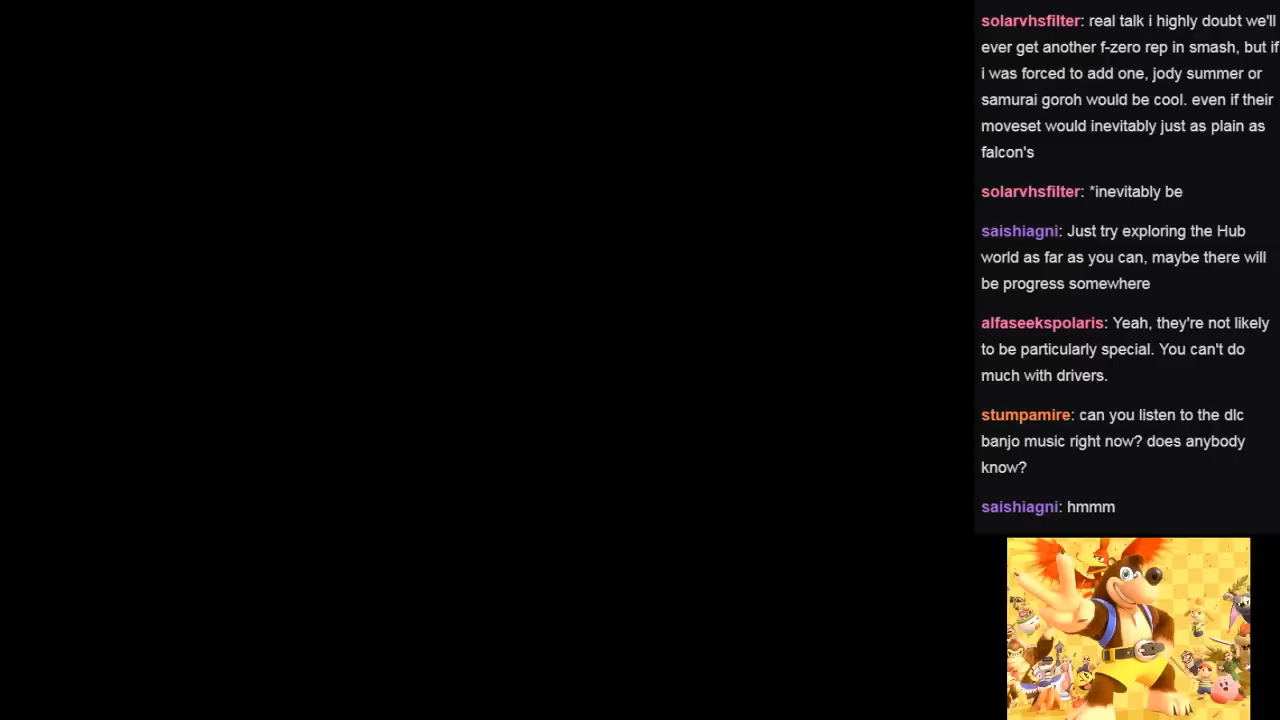 solarvhsfilter: real talk i highly doubt we'll
ever get another f-zero rep in smash, but if
i was forced to add one, jody summer or
samurai goroh would be cool. even if their
moveset would inevitably just as plain as
falcon's
solarvhsfilter: *inevitably be
saishiagni: Just try exploring the Hub
world as far as you can, maybe there will
be progress somewhere
alfaseekspolaris: Yeah, they're not likely
to be particularly special. You can't do
much with drivers.
stumpamire: can you listen to the dlc
banjo music right now? does anybody
know?
saishiagni: hmmm